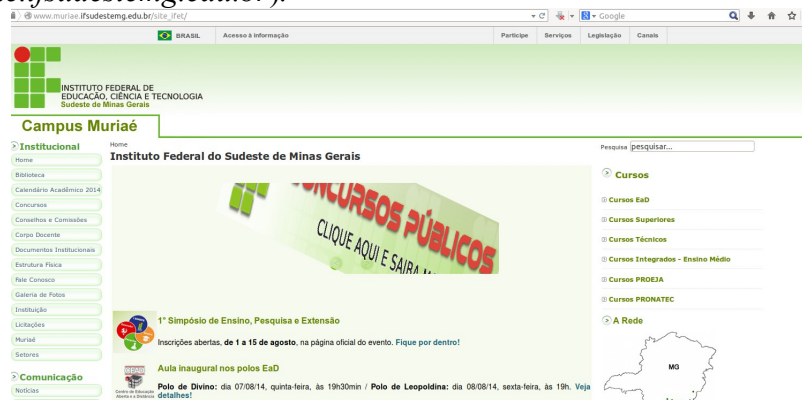 www.muriae.ifsudestemg.edu.br/site_ifet/
Google
BRASIL
Acesso à informação
Participe
Serviços
Legislação
Canais
INSTITUTO FEDERAL DE
EDUCAÇÃO, CIÊNCIA E TECNOLOGIA
Sudeste de Minas Gerais
Campus Muriaé
Institucional
Home
Biblioteca
Calendário Acadêmico 2014
Concursos
Conselhos e Comissões
Corpo Docente
Documentos Institucionais
Estrutura Física
Fale Conosco
Galeria de Fotos
Instituição
Licitações
Muriaé
Setores
Comunicação
Notícias
Home
Instituto Federal do Sudeste de Minas Gerais
CONCURSOS PÚBLICOS
CLIQUE AQUI E SAIBA
1° Simpósio de Ensino, Pesquisa e Extensão
Inscrições abertas, de 1 a 15 de agosto, na página oficial do evento. Fique por dentro!
Aula inaugural nos polos EaD
Polo de Divino: dia 07/08/14, quinta-feira, às 19h30min / Polo de Leopoldina: dia 08/08/14, sexta-feira, às 19h. Veja
detalhes!
Centro de Educação
Aberta e a Distância
Pesquisa pesquisar...
Cursos
Cursos EaD
Cursos Superiores
Cursos Técnicos
Cursos Integrados - Ensino Médio
Cursos PROEJA
Cursos PRONATEC
A Rede
MG